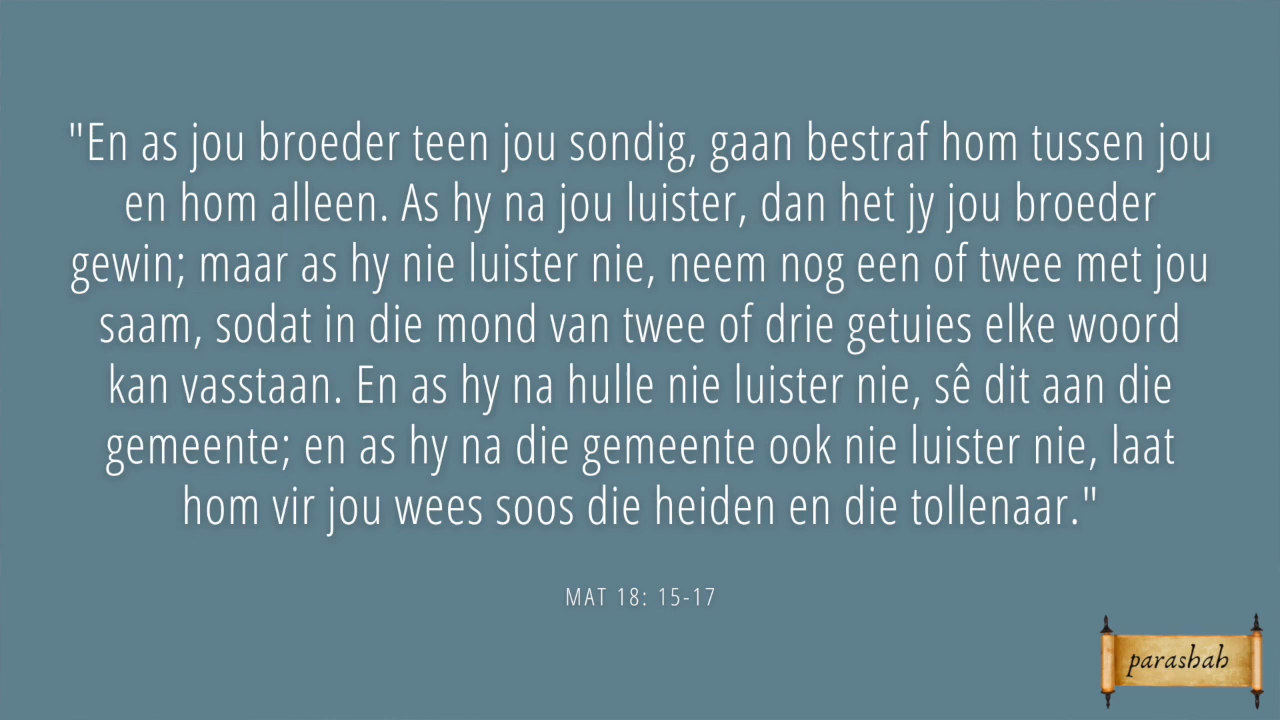 "En as jou broeder teen jou sondig, gaan bestraf hom tussen jou
en hom alleen. As hy na jou luister, dan het jy jou broeder
gewin; maar as hy nie luister nie, neem nog een of twee met jou
saam, sodat in die mond van twee of drie getuies elke woord
kan vasstaan. En as hy na hulle nie luister nie, sê dit aan die
gemeente; en as hy na die gemeente ook nie luister nie, laat
hom vir jou wees soos die heiden en die tollenaar."
MAT 18: 15-17
parashah